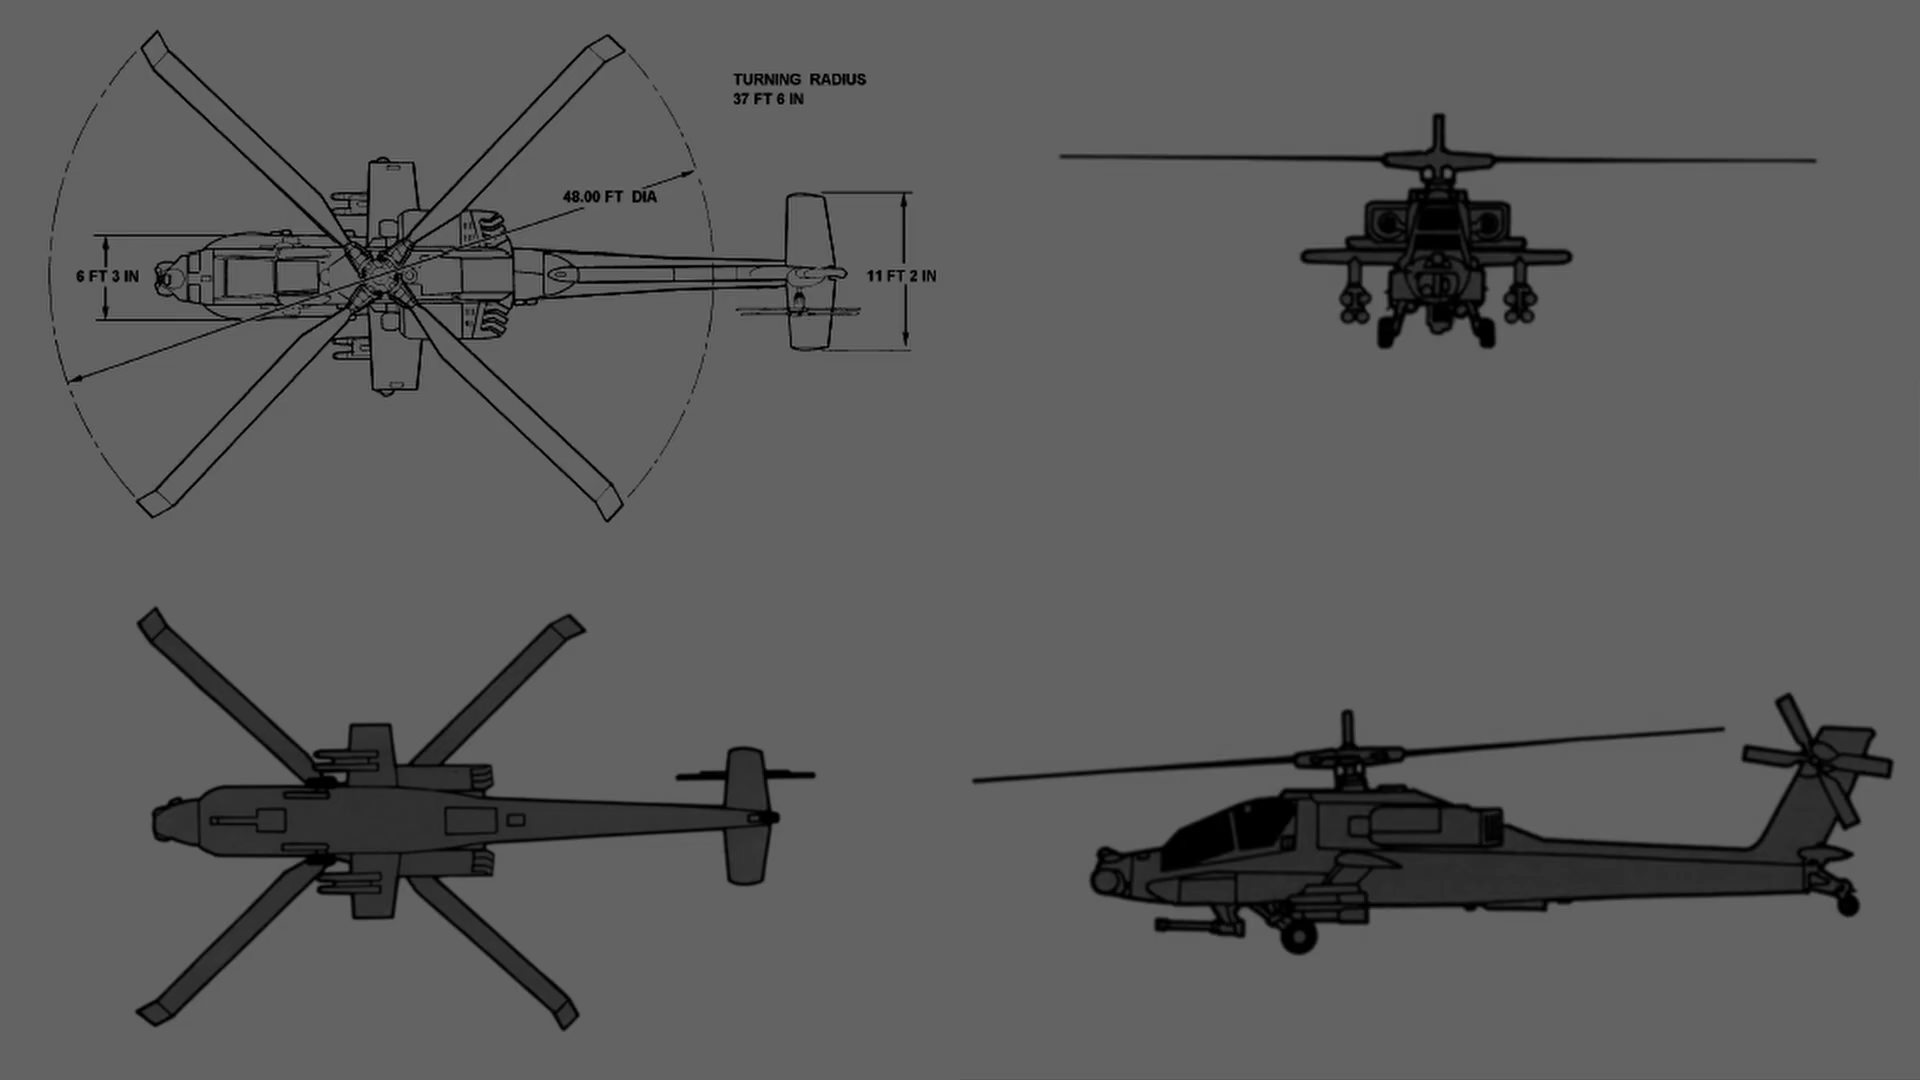 TURNING RADIUS
37 FT 6 IN
48.00 FT DIA
6 FT 3 IN
11 FT 2 IN